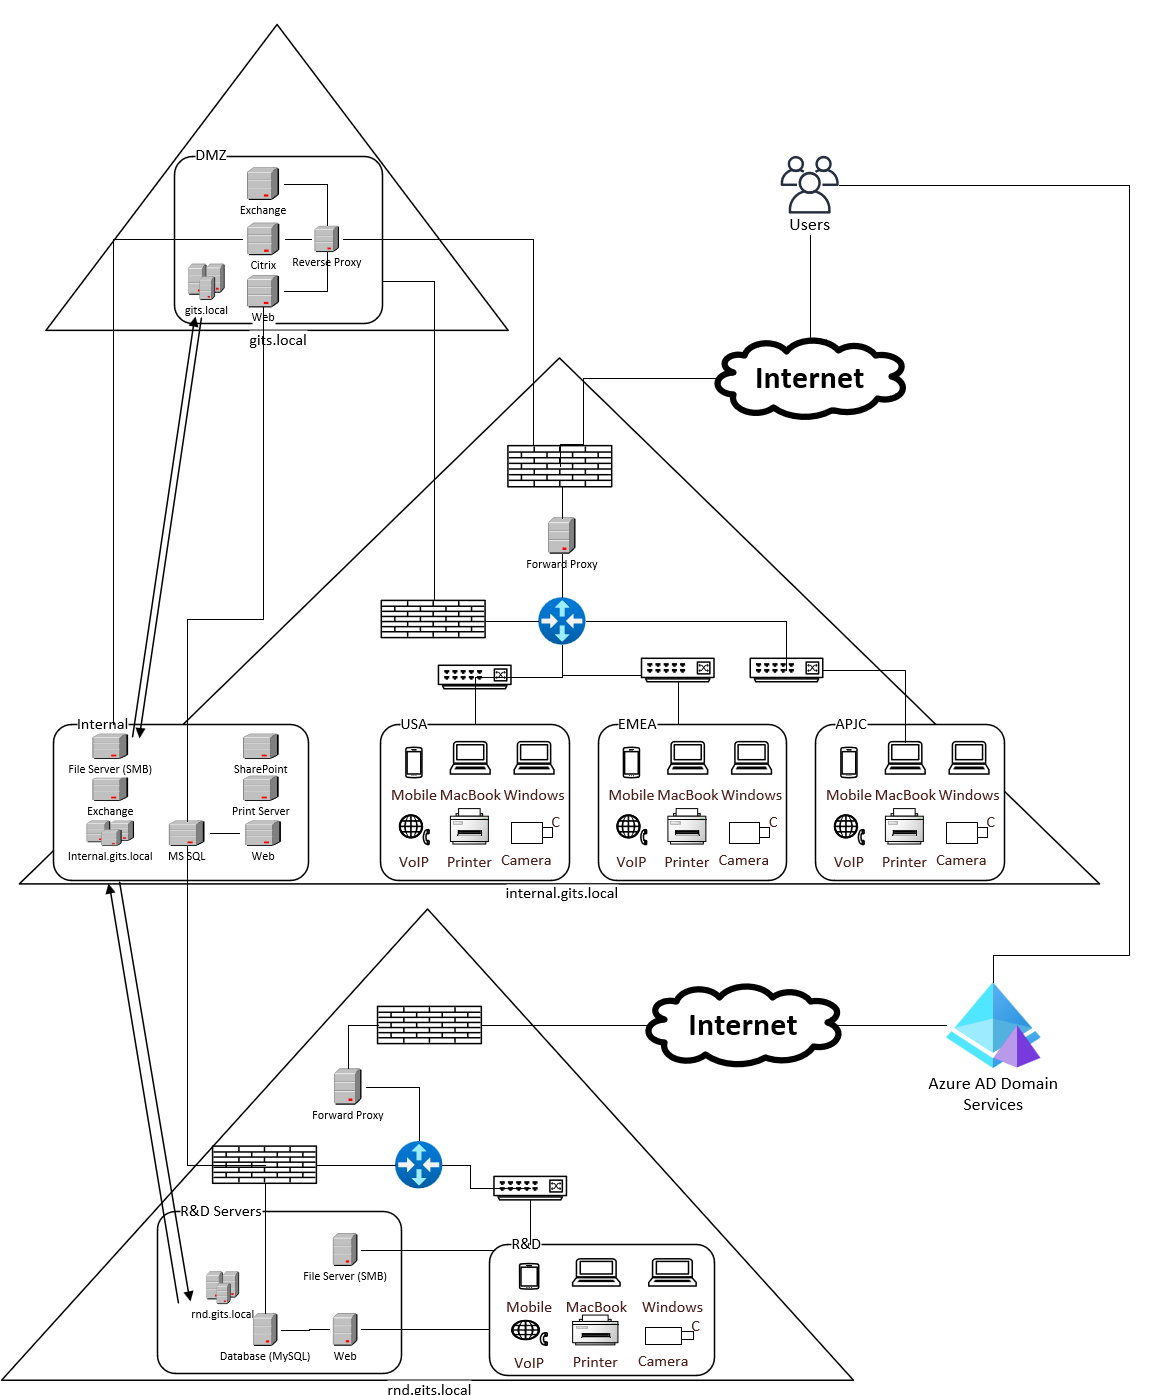 DMZ
Exchange
Citrix
Reverse Proxy
gits.local
Web
gits.local
Users
Internet
Forward Proxy
Internal
File Server (SMB)
SharePoint
Exchange
Print Server
Internal.gits.local
MS SQL
Web
USA
Mobile MacBook Windows
C
VoIP Printer Camera
EMEA
Mobile MacBook Windows
C
VoIP Printer Camera
APJC
Mobile MacBook Windows
C
VoIP Printer Camera
internal.gits.local
Internet
Azure AD Domain
Services
Forward Proxy
R&D Servers
File Server (SMB)
rnd.gits.local
Database (MySQL)
Web
R&D
Mobile MacBook Windows
C
VoIP Printer Camera
rnd.gits.local